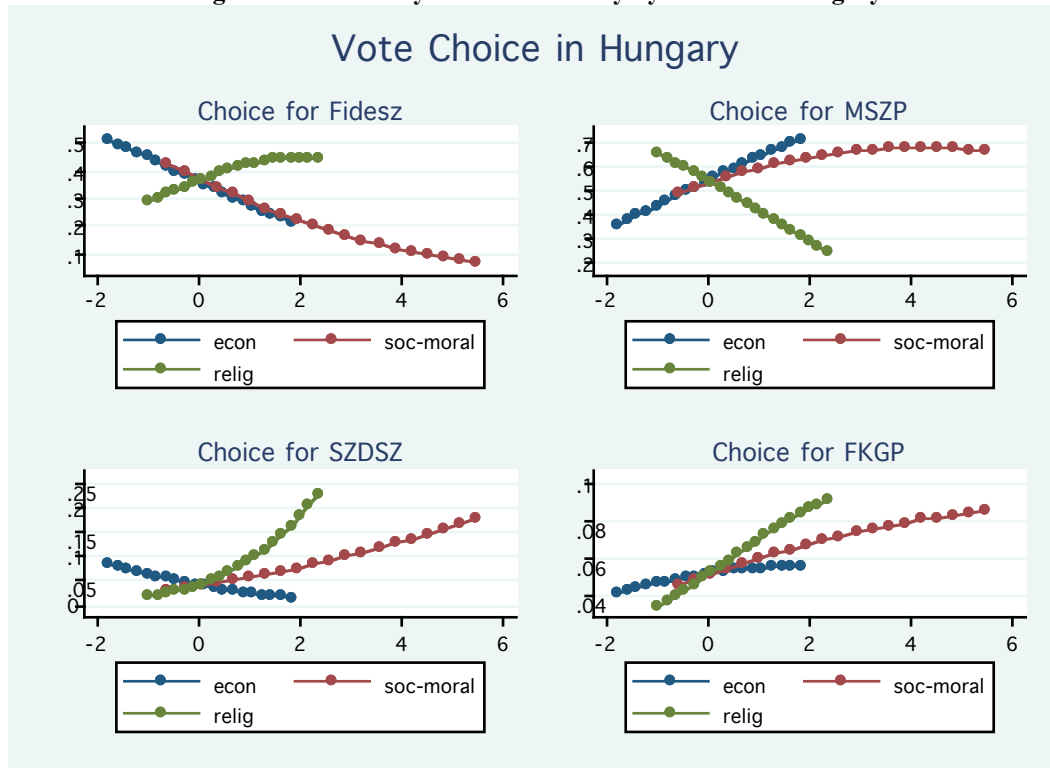 Vote Choice in Hungary
Choice for Fidesz
.5
.4
.3
.2
.1
-2 0 2 4 6
econ soc-moral
relig
Choice for MSZP
.7
.6
.5
.4
.3
.2
-2 0 2 4 6
econ soc-moral
relig
Choice for SZDSZ
.25
.2
.15
.1
.05
0
-2 0 2 4 6
econ soc-moral
relig
Choice for FKGP
.1
.08
.06
.04
-2 0 2 4 6
econ soc-moral
relig